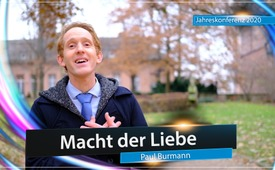 Jahreskonferenz 2020
Macht der Liebe
Paul Burmann